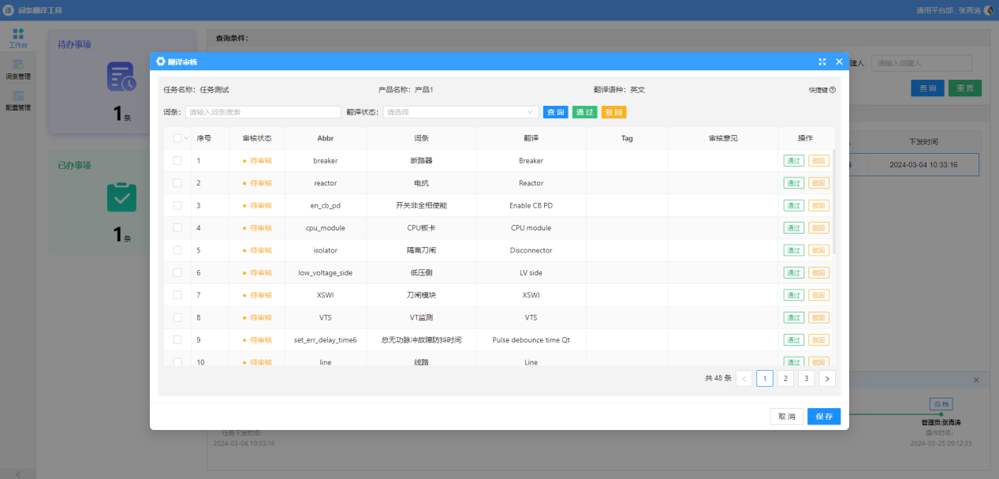 译 词条翻译工具
通用平台部 , 张青涛
工作台
词条管理
配置管理
待办事项
1条
已办事项
1条
查询条件：
建人：
请输入创建人
查 询
重 置
下发时间
2024-03-04 10:33:16
翻译审核
任务名称：任务测试
产品名称：产品1
翻译语种：英文
快捷键
词条：
请输入词条搜索
翻译状态：
请选择
查 询
通 过
驳 回
序号 审核状态 Abbr 词条 翻译 Tag 审核意见 操作
1 待审核 breaker 断路器 Breaker 通过 驳回
2 待审核 reactor 电抗 Reactor 通过 驳回
3 待审核 en_cb_pd 开关非全相使能 Enable CB PD 通过 驳回
4 待审核 cpu_module CPU板卡 CPU module 通过 驳回
5 待审核 isolator 隔离刀闸 Disconnector 通过 驳回
6 待审核 low_voltage_side 低压侧 LV side 通过 驳回
7 待审核 XSWI 刀闸模块 XSWI 通过 驳回
8 待审核 VTS VT监测 VTS 通过 驳回
9 待审核 set_err_delay_time6 总无功脉冲故障防抖时间 Pulse debounce time Qt 通过 驳回
10 待审核 line 线路 Line 通过 驳回
共 48 条
1 2 3
取 消
保 存
归 档
管理员:张青涛
操作时间:
2024-03-25 09:12:35
任务下发时间:
2024-03-04 10:33:16